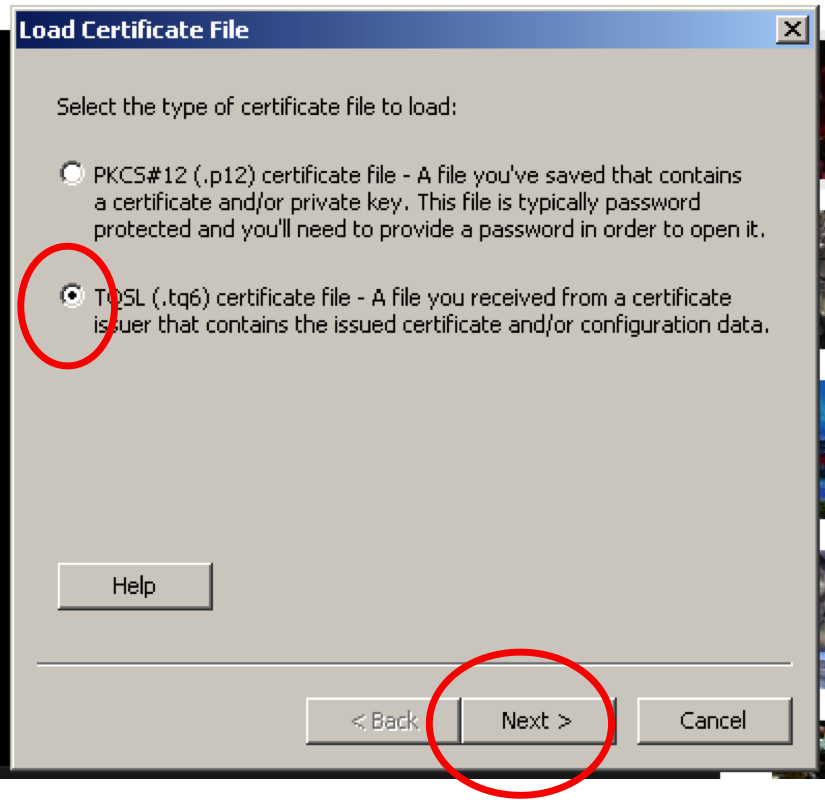 Load Certificate File
Select the type of certificate file to load:
PKCS#12 (.p12) certificate file - A file you've saved that contains
a certificate and/or private key. This file is typically password
protected and you'll need to provide a password in order to open it.
TQSL (.tq6) certificate file - A file you received from a certificate
issuer that contains the issued certificate and/or configuration data.
Help
< Back
Next >
Cancel